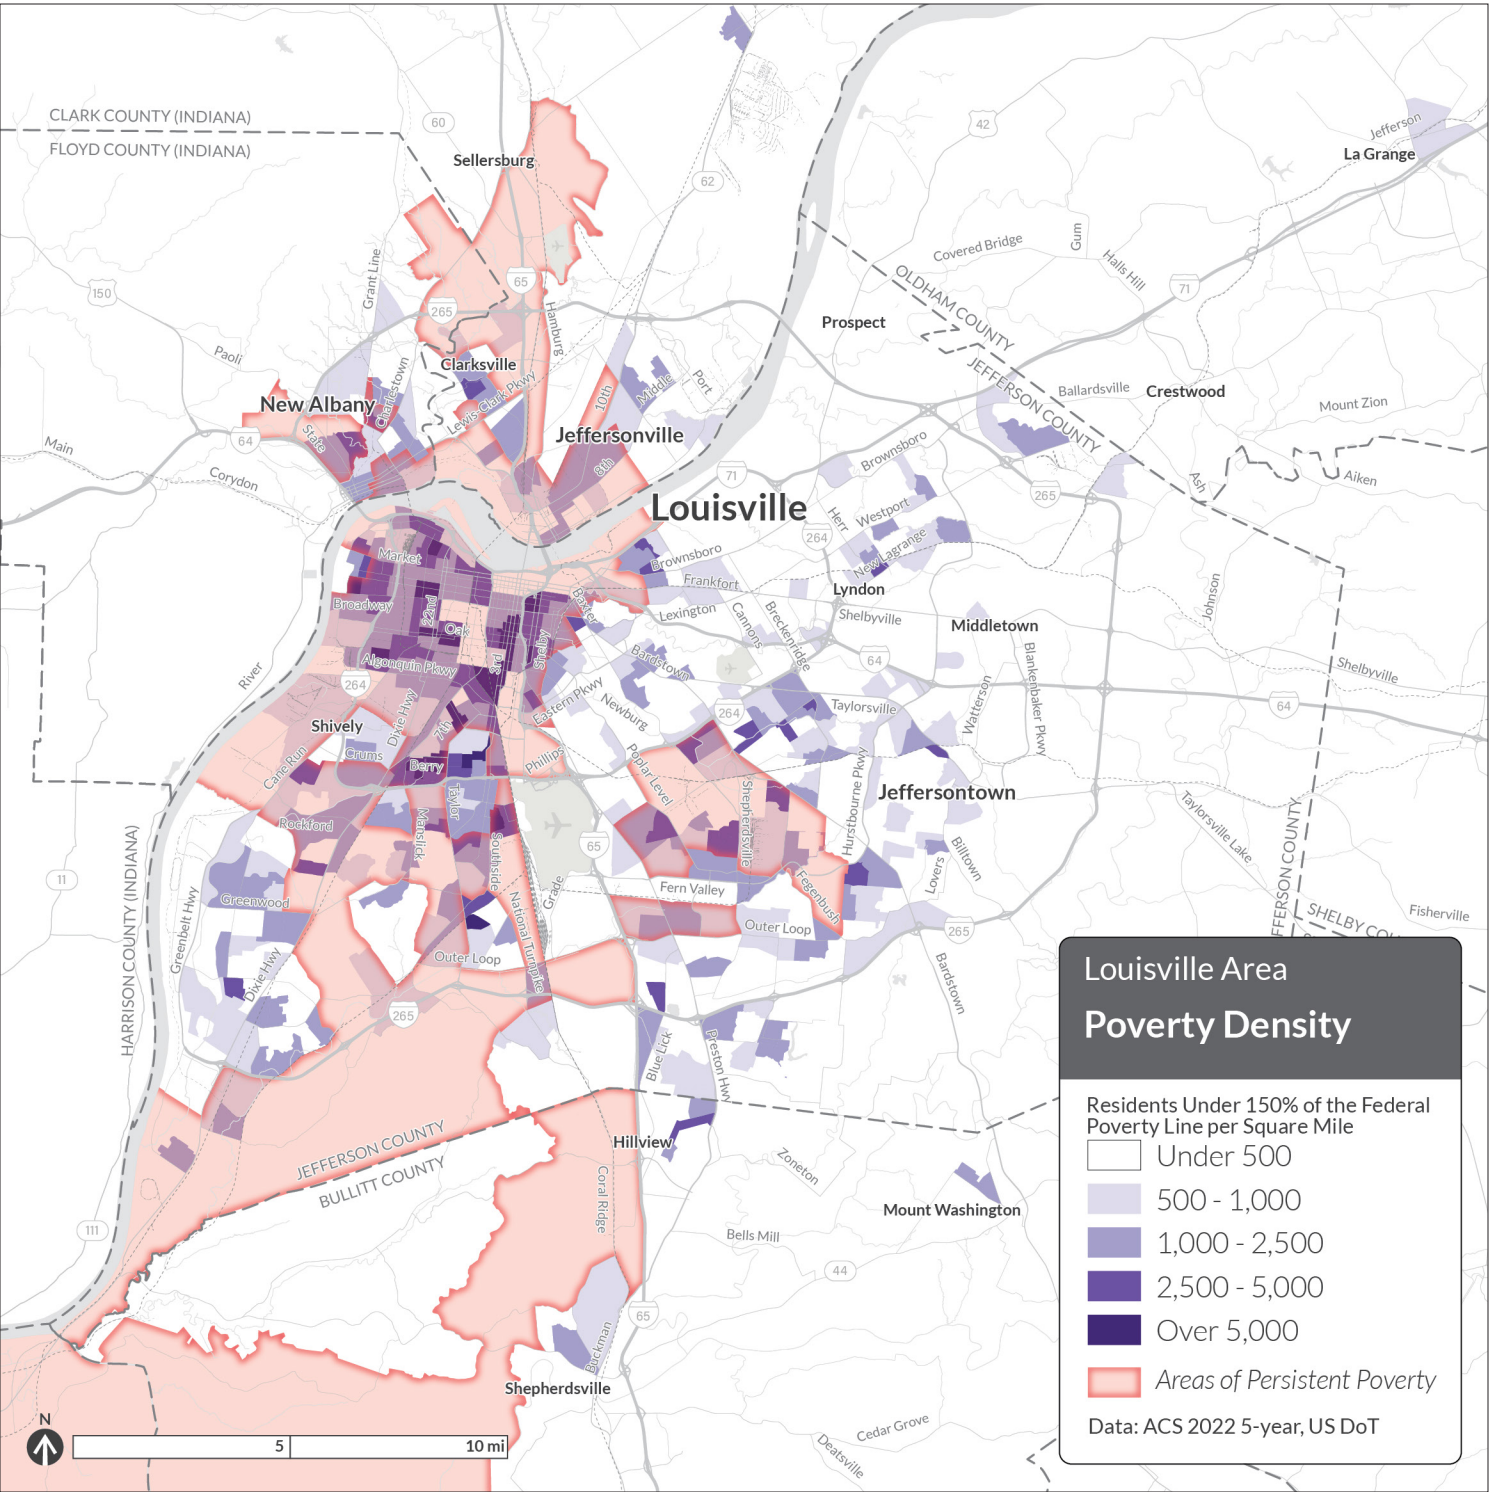 CLARK COUNTY (INDIANA)
FLOYD COUNTY (INDIANA)
60
Sellersburg
62
42
Jefferson
La Grange
Covered Bridge
Gum
Halls Hill
71
OLDHAM COUNTY
JEFFERSON COUNTY
Prospect
Ballardsville
Crestwood
Mount Zion
Aiken
Ash
150
Grant Line
265
65
Hamburg
Paoli
Clarksville
Charlestown
Lewis-Clark Pkwy
New Albany
State
64
Main
Corydon
10th
Middle
Port
Jeffersonville
8th
Louisville
71
Brownsboro
265
Herr
Westport
264
New Lagrange
Lyndon
Brownsboro
Frankfort
Lexington
Cannons
Breckenridge
Shelbyville
Middletown
Johnson
Shelbyville
64
64
Market
Broadway
22nd
Oak
Algonquin Pkwy
3rd
Shelby
Baxter
Bardstown
Eastern Pkwy
Newburg
264
Taylorsville
Watterson
Blankenbaker Pkwy
River
264
Shively
Dixie Hwy
7th
Crums
Berry
Cane Run
Phillips
Poplar Level
Shepherdsville
Hurstbourne Pkwy
Jeffersontown
Taylorsville Lake
Billtown
Lovers
Rockford
Manslick
Taylor
Southside
65
Grade
Fern Valley
Fegenbush
Outer Loop
265
Bardstown
11
HARRISON COUNTY (INDIANA)
Greenbelt Hwy
Greenwood
Dixie Hwy
Outer Loop
National Turnpike
265
Blue Lick
Preston Hwy
JEFFERSON COUNTY
SHELBY COU
Fisherville
JEFFERSON COUNTY
BULLITT COUNTY
Hillview
Coral Ridge
Zoneton
Mount Washington
Bells Mill
44
111
65
Buckman
Shepherdsville
Cedar Grove
Deatsville
N
5
10 mi
Louisville Area
Poverty Density
Residents Under 150% of the Federal
Poverty Line per Square Mile
Under 500
500 - 1,000
1,000 - 2,500
2,500 - 5,000
Over 5,000
Areas of Persistent Poverty
Data: ACS 2022 5-year, US DoT